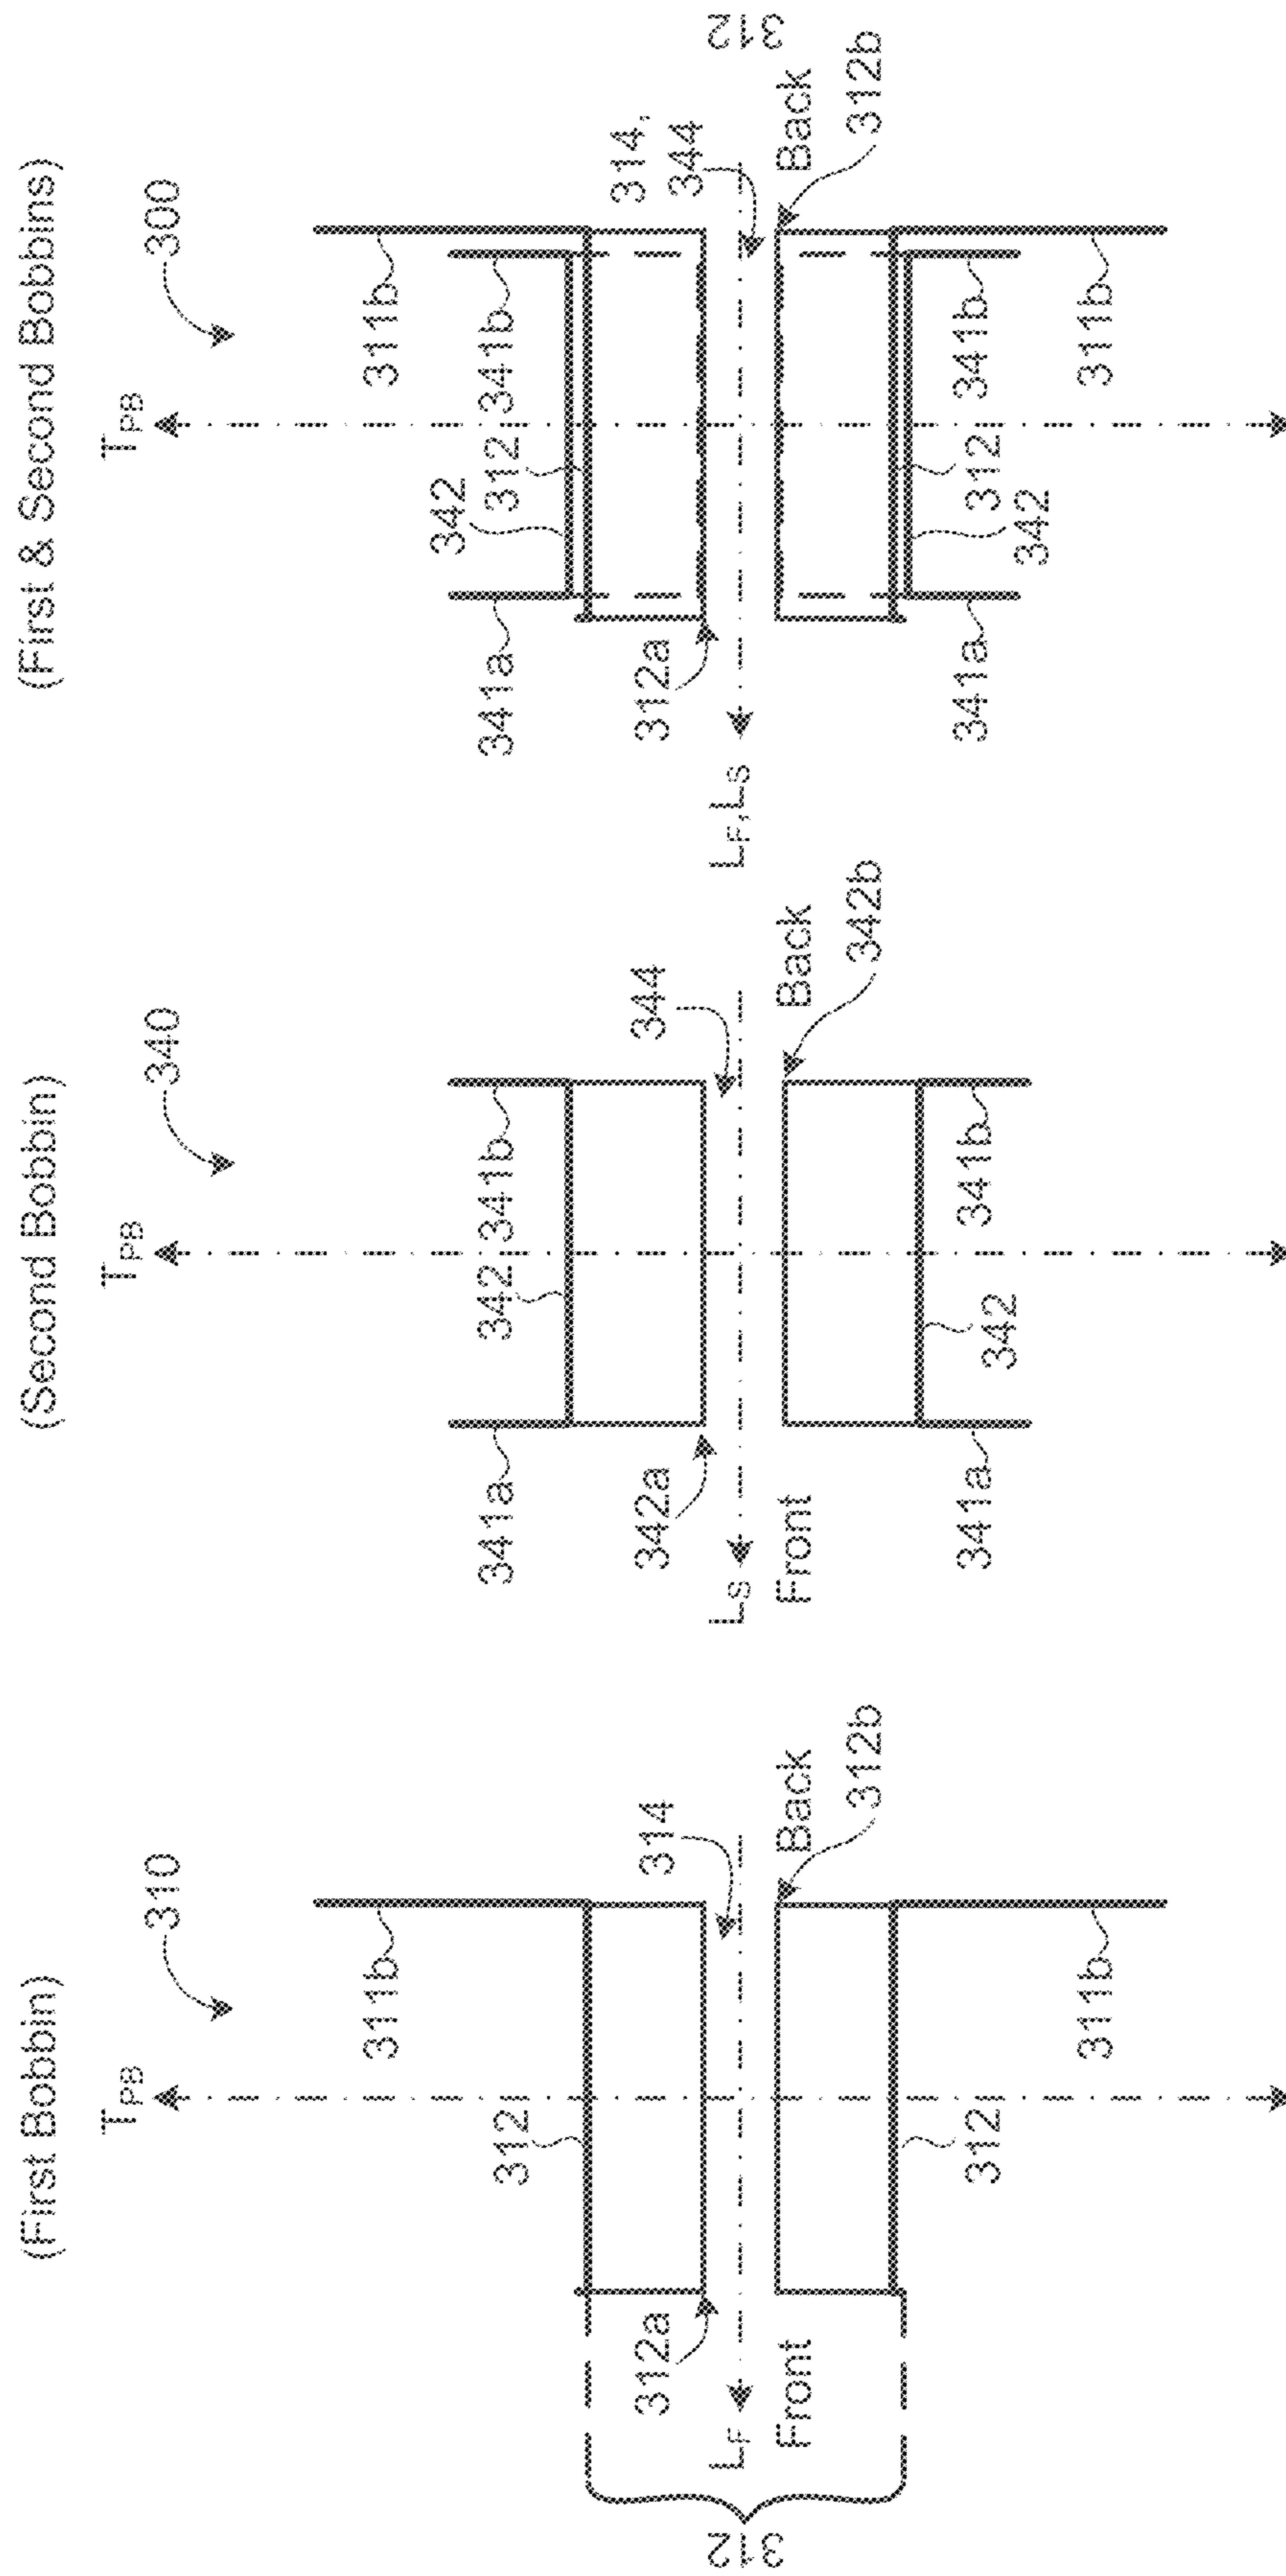 (First Bobbin)
310
T_PB
311b
312
312a
314
L_F
Front
Back
312b
312
311b
312
(Second Bobbin)
340
T_PB
341a
342
341b
342a
344
L_S
Front
Back
342b
341a
342
341b
(First & Second Bobbins)
300
T_PB
311b
341a
342
312
341b
312a
314,
344
L_F, L_S
312
Back
312b
341a
342
312
341b
311b